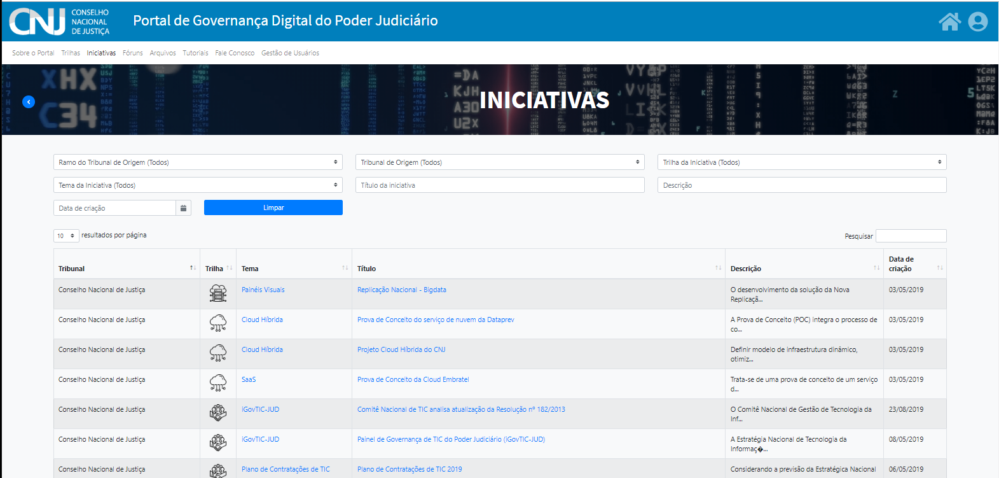 CNJ CONSELHO
NACIONAL
DE JUSTIÇA
Portal de Governança Digital do Poder Judiciário
Sobre o Portal Trilhas Iniciativas Fóruns Arquivos Tutoriais Fale Conosco Gestão de Usuários
INICIATIVAS
Ramo do Tribunal de Origem (Todos) Tribunal de Origem (Todos) Trilha da Iniciativa (Todos)
Tema da Iniciativa (Todos) Título da iniciativa Descrição
Data de criação Limpar
10 resultados por página Pesquisar
Tribunal Trilha Tema Título Descrição Data de
criação
Conselho Nacional de Justiça Painéis Visuais Replicação Nacional - Bigdata O desenvolvimento da solução da Nova 03/05/2019
Replicaçã...
Conselho Nacional de Justiça Cloud Híbrida Prova de Conceito do serviço de nuvem da Dataprev A Prova de Conceito (POC) integra o processo de 03/05/2019
co...
Conselho Nacional de Justiça Cloud Híbrida Projeto Cloud Híbrida do CNJ Definir modelo de infraestrutura dinâmico, 03/05/2019
otimiz...
Conselho Nacional de Justiça SaaS Prova de Conceito da Cloud Embratel Trata-se de uma prova de conceito de um serviço 03/05/2019
d...
Conselho Nacional de Justiça iGovTIC-JUD Comitê Nacional de TIC analisa atualização da Resolução nº 182/2013 O Comitê Nacional de Gestão de Tecnologia da 23/08/2019
Inf...
Conselho Nacional de Justiça iGovTIC-JUD Painel de Governança de TIC do Poder Judiciário (iGovTIC-JUD) A Estratégia Nacional de Tecnologia da 08/05/2019
Informaç�...
Conselho Nacional de Justiça Plano de Contratações de TIC Plano de Contratações de TIC 2019 Considerando a previsão da Estratégica Nacional 06/05/2019